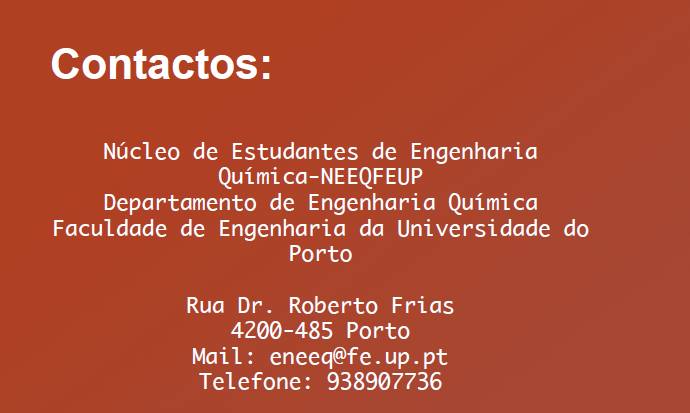 Contactos:
Núcleo de Estudantes de Engenharia
Química-NEEQFEUP
Departamento de Engenharia Química
Faculdade de Engenharia da Universidade do
Porto
Rua Dr. Roberto Frias
4200-485 Porto
Mail: eneeq@fe.up.pt
Telefone: 938907736